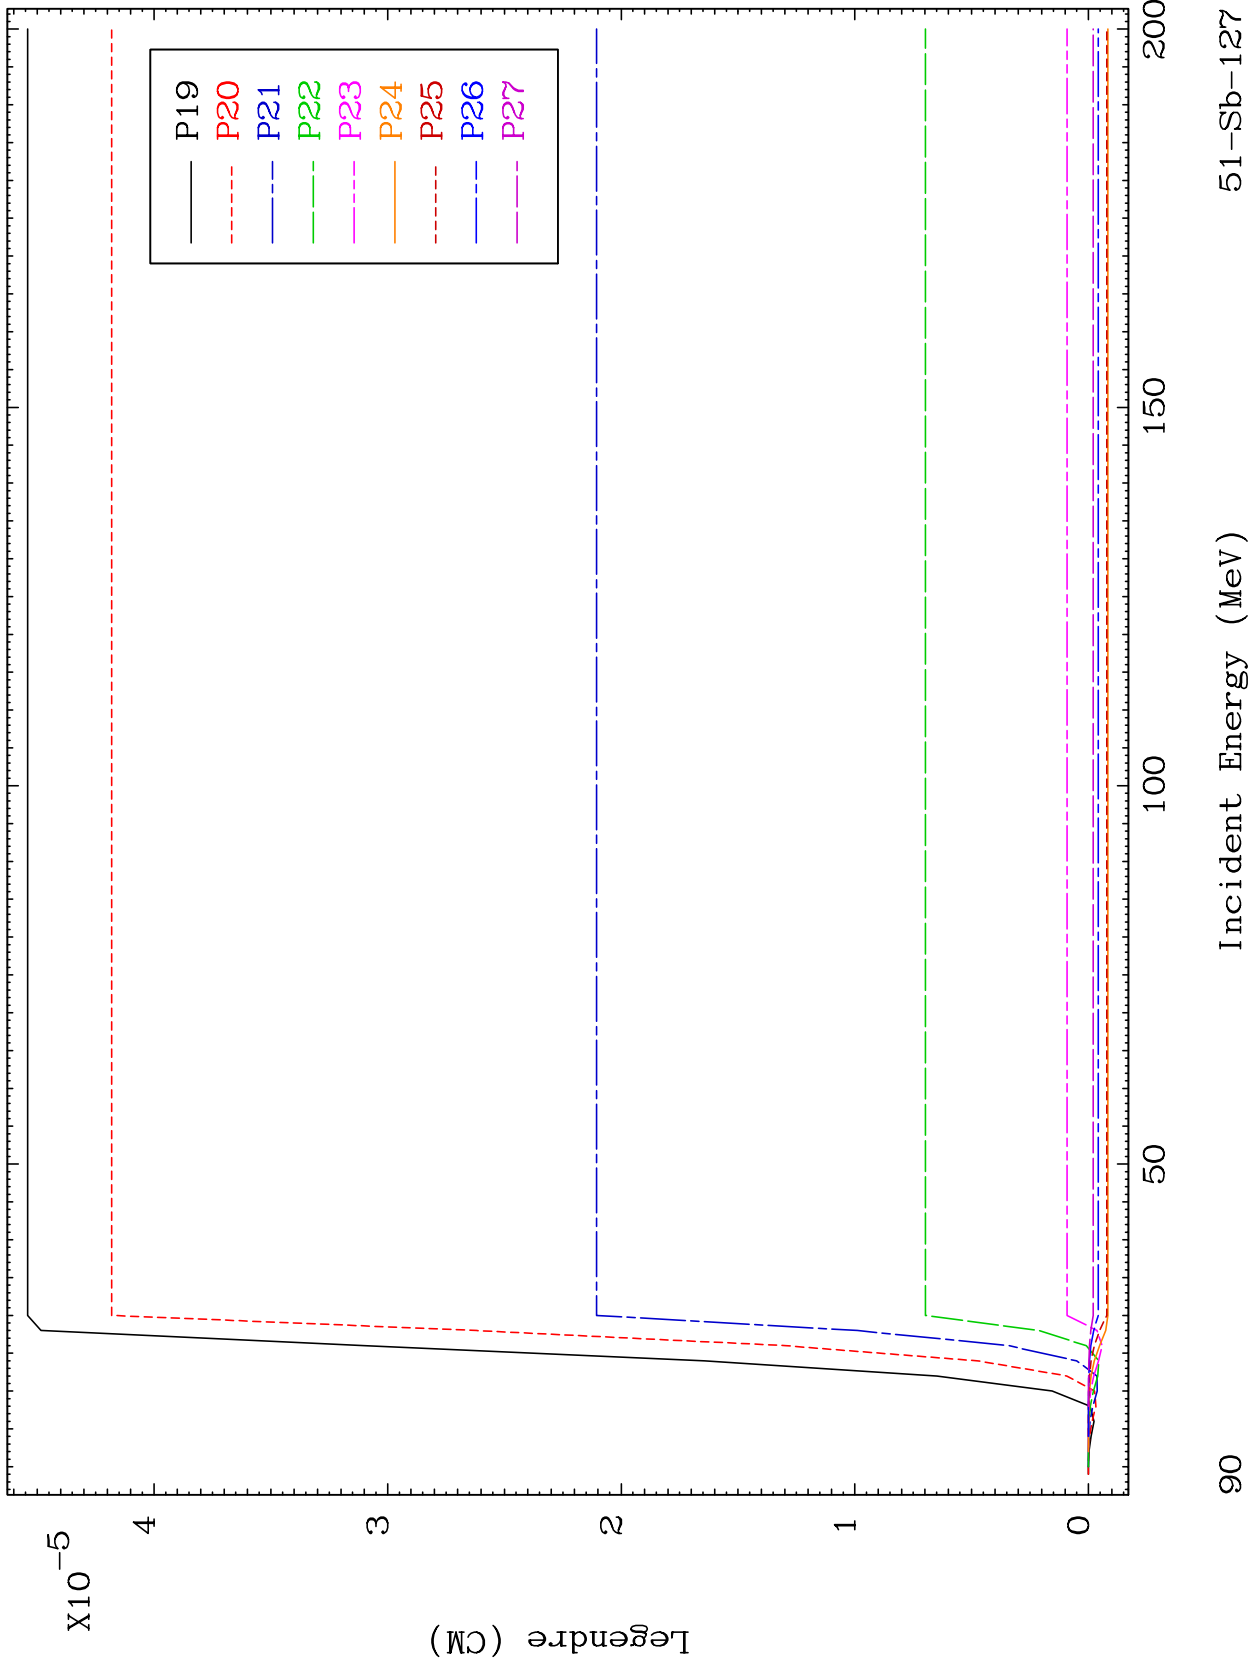 X10-5
4
3
2
1
0
Legendre (CM)
P19
P20
P21
P22
P23
P24
P25
P26
P27
50
100
150
200
Incident Energy (MeV)
90
51-Sb-127